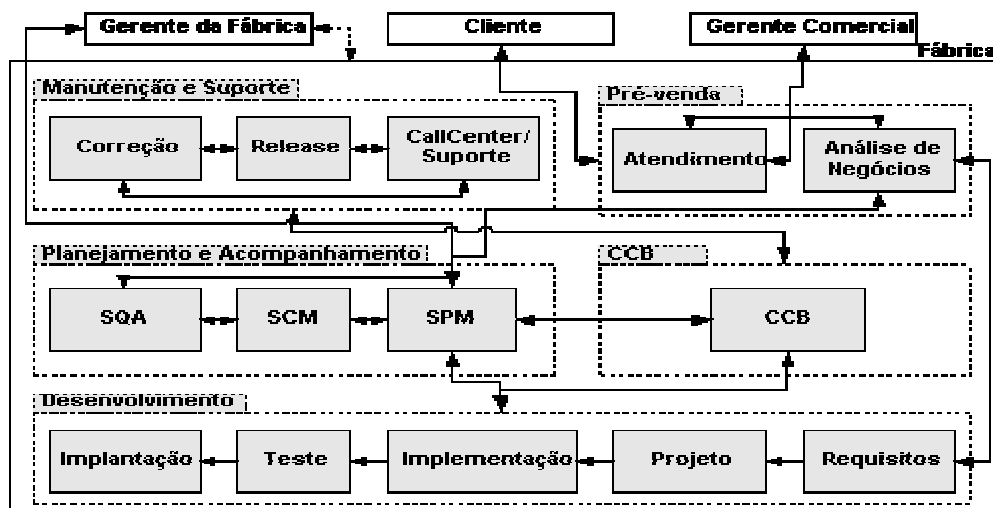 Gerente da Fábrica
Cliente
Gerente Comercial
Fábrica
Manutenção e Suporte
Pré-venda
Correção
Release
CallCenter/
Suporte
Atendimento
Análise de
Negócios
Planejamento e Acompanhamento
CCB
SQA
SCM
SPM
CCB
Desenvolvimento
Implantação
Teste
Implementação
Projeto
Requisitos